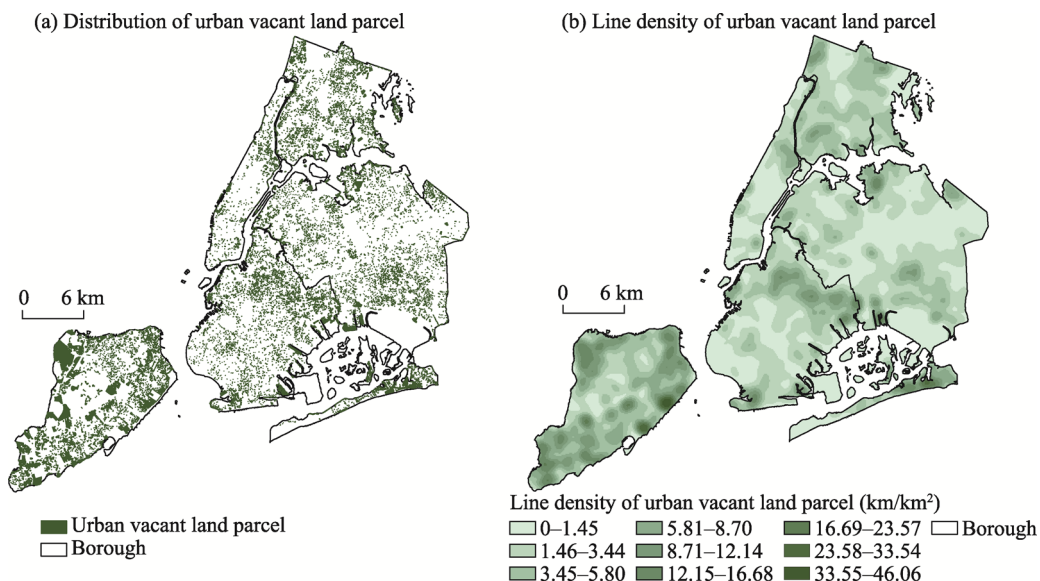 (a) Distribution of urban vacant land parcel
(b) Line density of urban vacant land parcel
0 6 km
0 6 km
Urban vacant land parcel
Borough
Line density of urban vacant land parcel (km/km²)
0–1.45 5.81–8.70 16.69–23.57 Borough
1.46–3.44 8.71–12.14 23.58–33.54
3.45–5.80 12.15–16.68 33.55–46.06